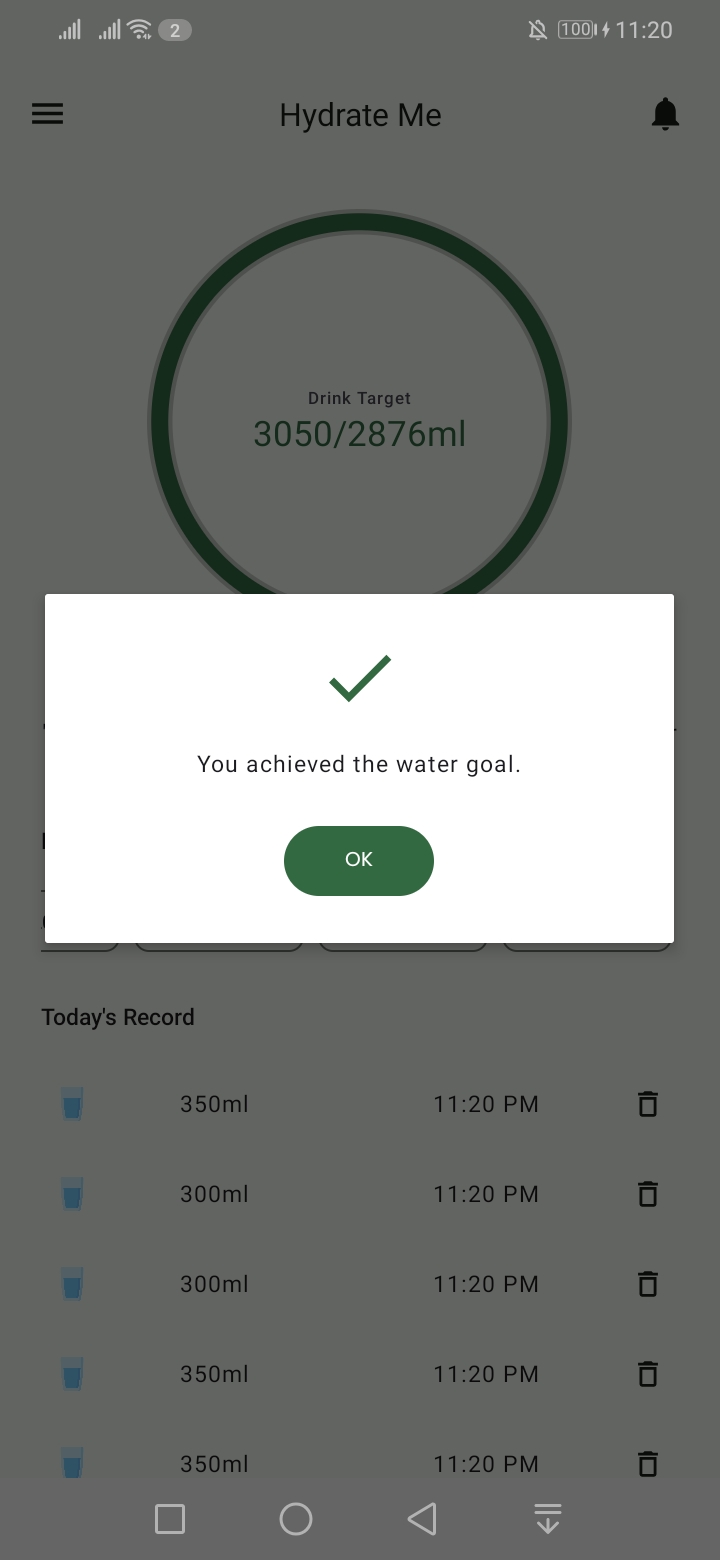 2
100
11:20
Hydrate Me
Drink Target
3050/2876ml
You achieved the water goal.
OK
Today's Record
350ml 11:20 PM
300ml 11:20 PM
300ml 11:20 PM
350ml 11:20 PM
350ml 11:20 PM